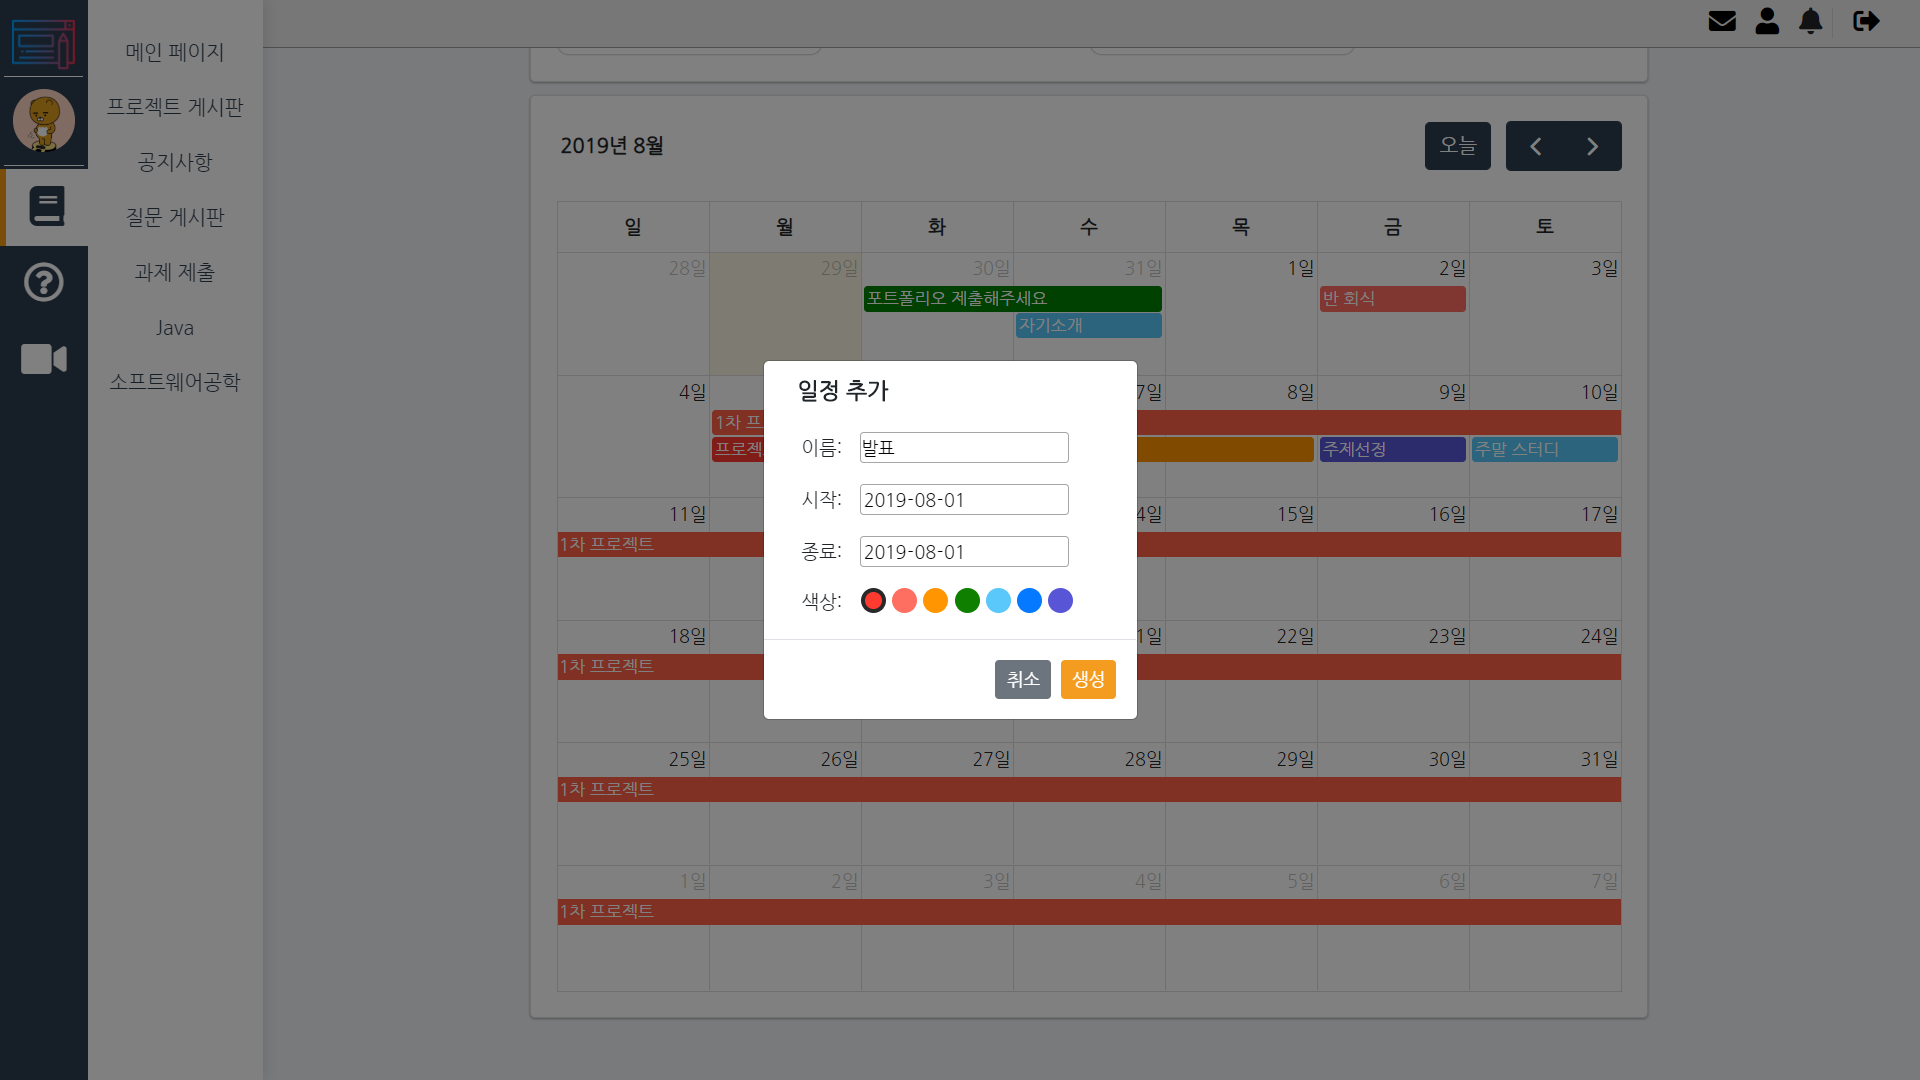 메인 페이지
프로젝트 게시판
공지사항
질문 게시판
과제 제출
Java
소프트웨어공학
2019년 8월
오늘
일 월 화 수 목 금 토
28일 29일 30일 31일 1일 2일 3일
포트폴리오 제출해주세요 반 회식
자기소개
4일 7일 8일 9일 10일
1차 프
프로젝 주제선정 주말 스터디
11일 4일 15일 16일 17일
1차 프로젝트
18일 1일 22일 23일 24일
1차 프로젝트
25일 26일 27일 28일 29일 30일 31일
1차 프로젝트
1일 2일 3일 4일 5일 6일 7일
1차 프로젝트
일정 추가
이름: 발표
시작: 2019-08-01
종료: 2019-08-01
색상:
취소 생성